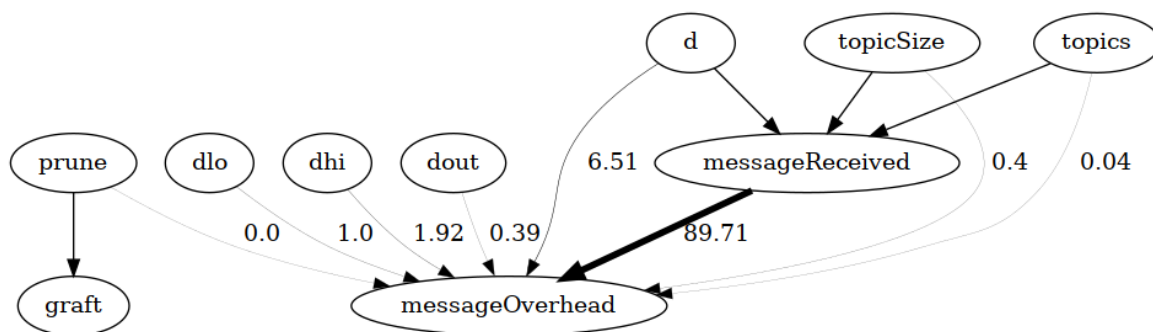 d
topicSize
topics
prune
dlo
dhi
dout
6.51
messageReceived
0.4
0.04
0.0
1.0
1.92
0.39
89.71
graft
messageOverhead